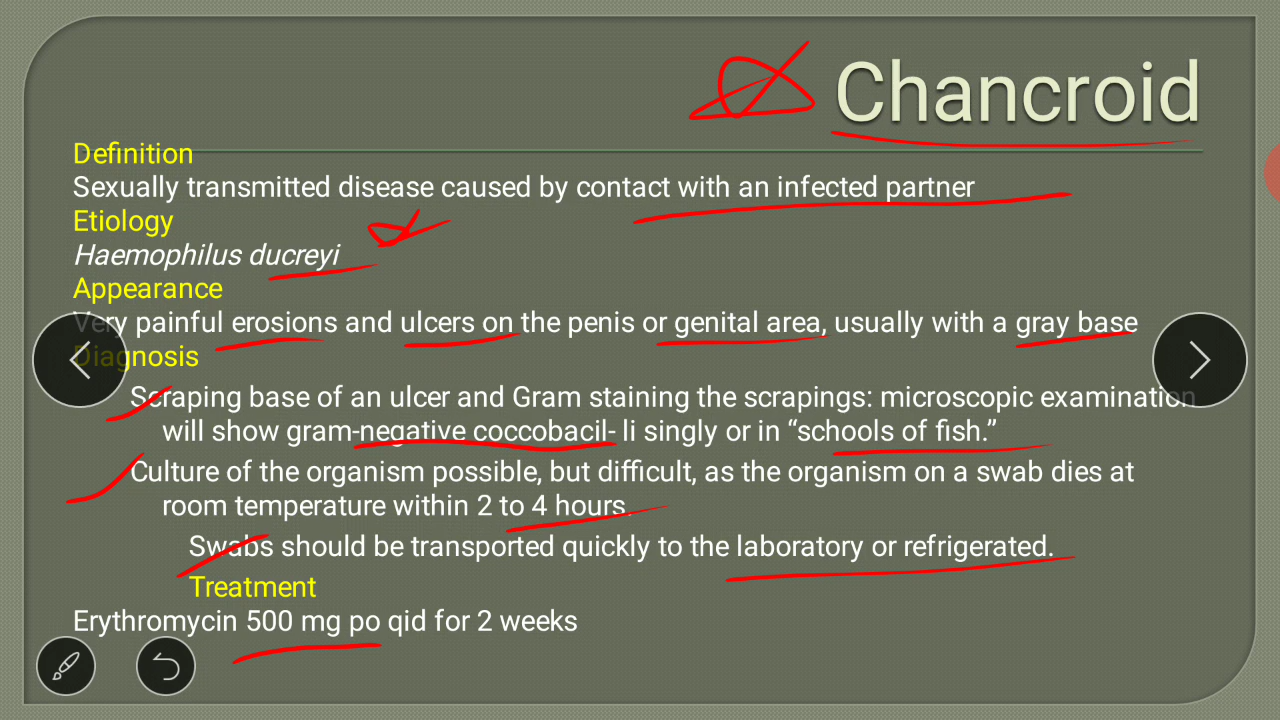 Chancroid
Definition
Sexually transmitted disease caused by contact with an infected partner
Etiology
Haemophilus ducreyi
Appearance
Very painful erosions and ulcers on the penis or genital area, usually with a gray base
Diagnosis
Scraping base of an ulcer and Gram staining the scrapings: microscopic examination
will show gram-negative coccobacil- li singly or in “schools of fish.”
Culture of the organism possible, but difficult, as the organism on a swab dies at
room temperature within 2 to 4 hours.
Swabs should be transported quickly to the laboratory or refrigerated.
Treatment
Erythromycin 500 mg po qid for 2 weeks